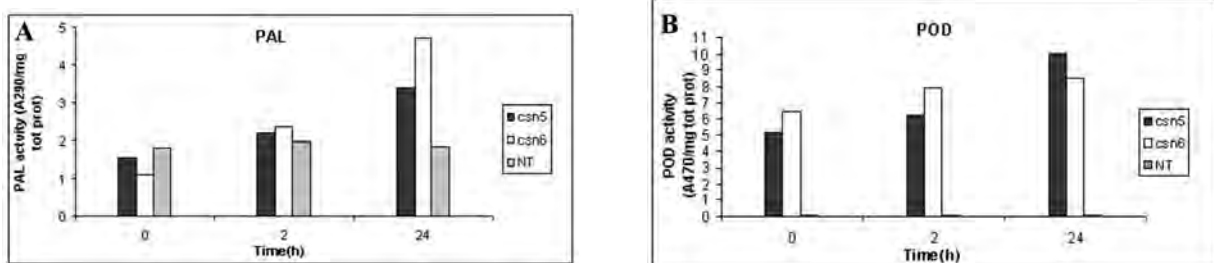 A
PAL
PAL activity (A290/mg
tot prot)
5
4
3
2
1
0
0
2
24
Time(h)
csn5
csn6
NT
B
POD
POD activity
(A470/mg tot prot)
11
10
9
8
7
6
5
4
3
2
1
0
0
2
24
Time(h)
csn5
csn6
NT